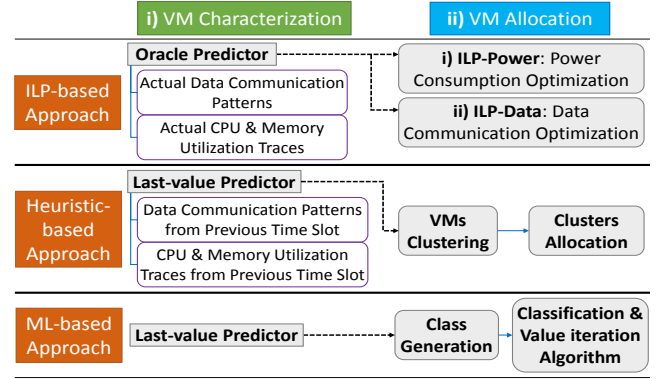 i) VM Characterization
ii) VM Allocation
ILP-based
Approach
Oracle Predictor
Actual Data Communication
Patterns
Actual CPU & Memory
Utilization Traces
i) ILP-Power: Power
Consumption Optimization
ii) ILP-Data: Data
Communication Optimization
Heuristic-
based
Approach
Last-value Predictor
Data Communication Patterns
from Previous Time Slot
CPU & Memory Utilization
Traces from Previous Time Slot
VMs
Clustering
Clusters
Allocation
ML-based
Approach
Last-value Predictor
Class
Generation
Classification &
Value iteration
Algorithm